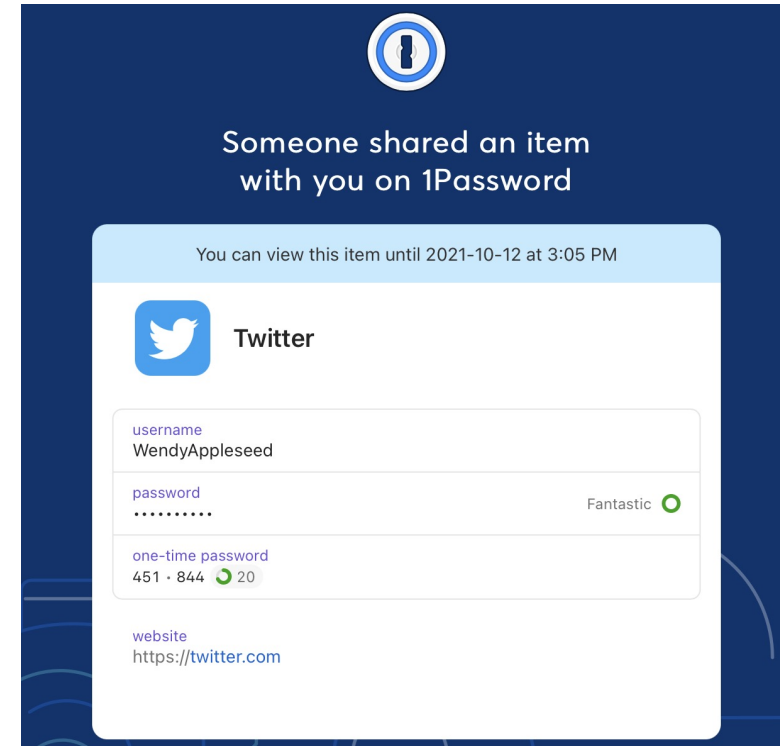 Someone shared an item
with you on 1Password
You can view this item until 2021-10-12 at 3:05 PM
Twitter
username
WendyAppleseed
password
•••••••••• Fantastic
one-time password
451 • 844 20
website
https://twitter.com